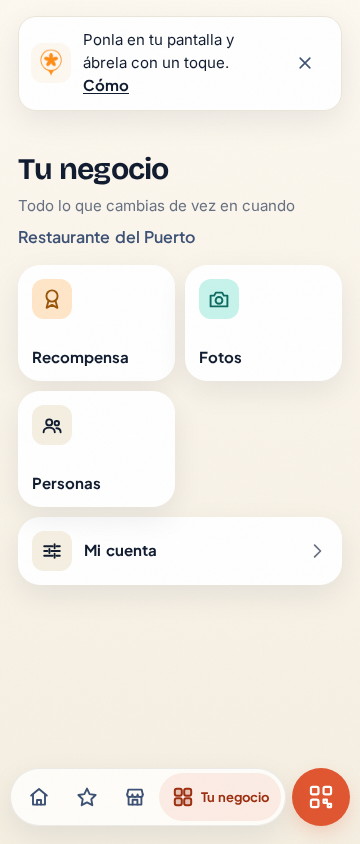 Ponla en tu pantalla y
ábrela con un toque.
Cómo
Tu negocio
Todo lo que cambias de vez en cuando
Restaurante del Puerto
Recompensa
Fotos
Personas
Mi cuenta
Tu negocio